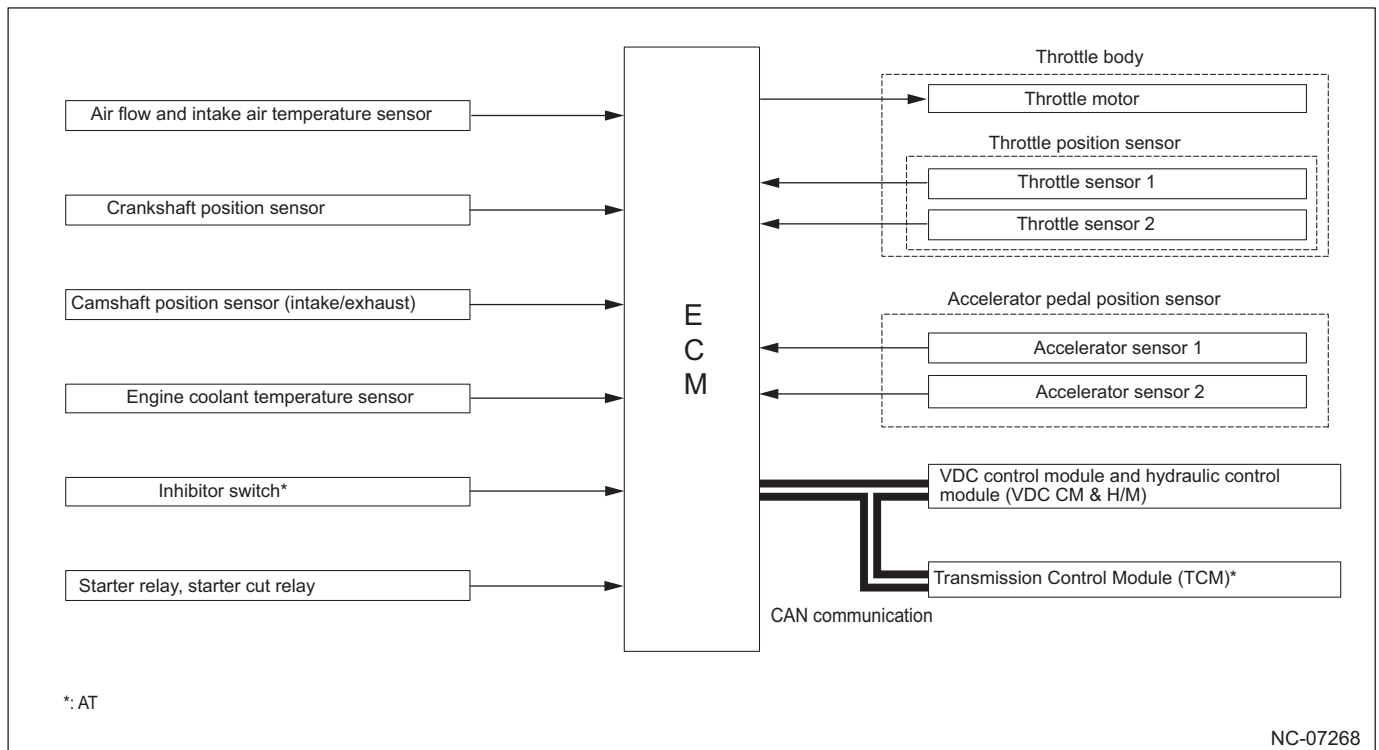 Air flow and intake air temperature sensor
Crankshaft position sensor
Camshaft position sensor (intake/exhaust)
Engine coolant temperature sensor
Inhibitor switch*
Starter relay, starter cut relay
E
C
M
Throttle body
Throttle motor
Throttle position sensor
Throttle sensor 1
Throttle sensor 2
Accelerator pedal position sensor
Accelerator sensor 1
Accelerator sensor 2
VDC control module and hydraulic control
module (VDC CM & H/M)
Transmission Control Module (TCM)*
CAN communication
*: AT
NC-07268